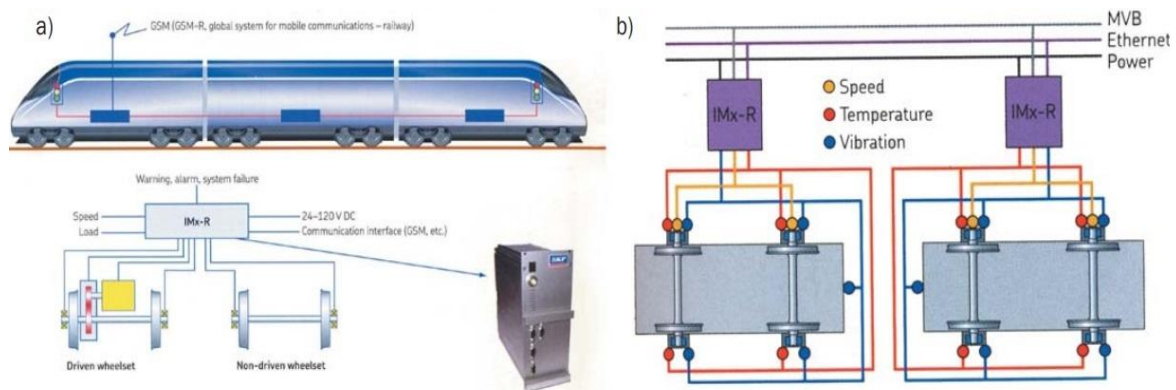 a)
GSM (GSM-R, global system for mobile communications – railway)
Warning, alarm, system failure
Speed
Load
IMx-R
24–120 V DC
Communication interface (GSM, etc.)
SKF
Driven wheelset
Non-driven wheelset
b)
MVB
Ethernet
Power
IMx-R
IMx-R
Speed
Temperature
Vibration